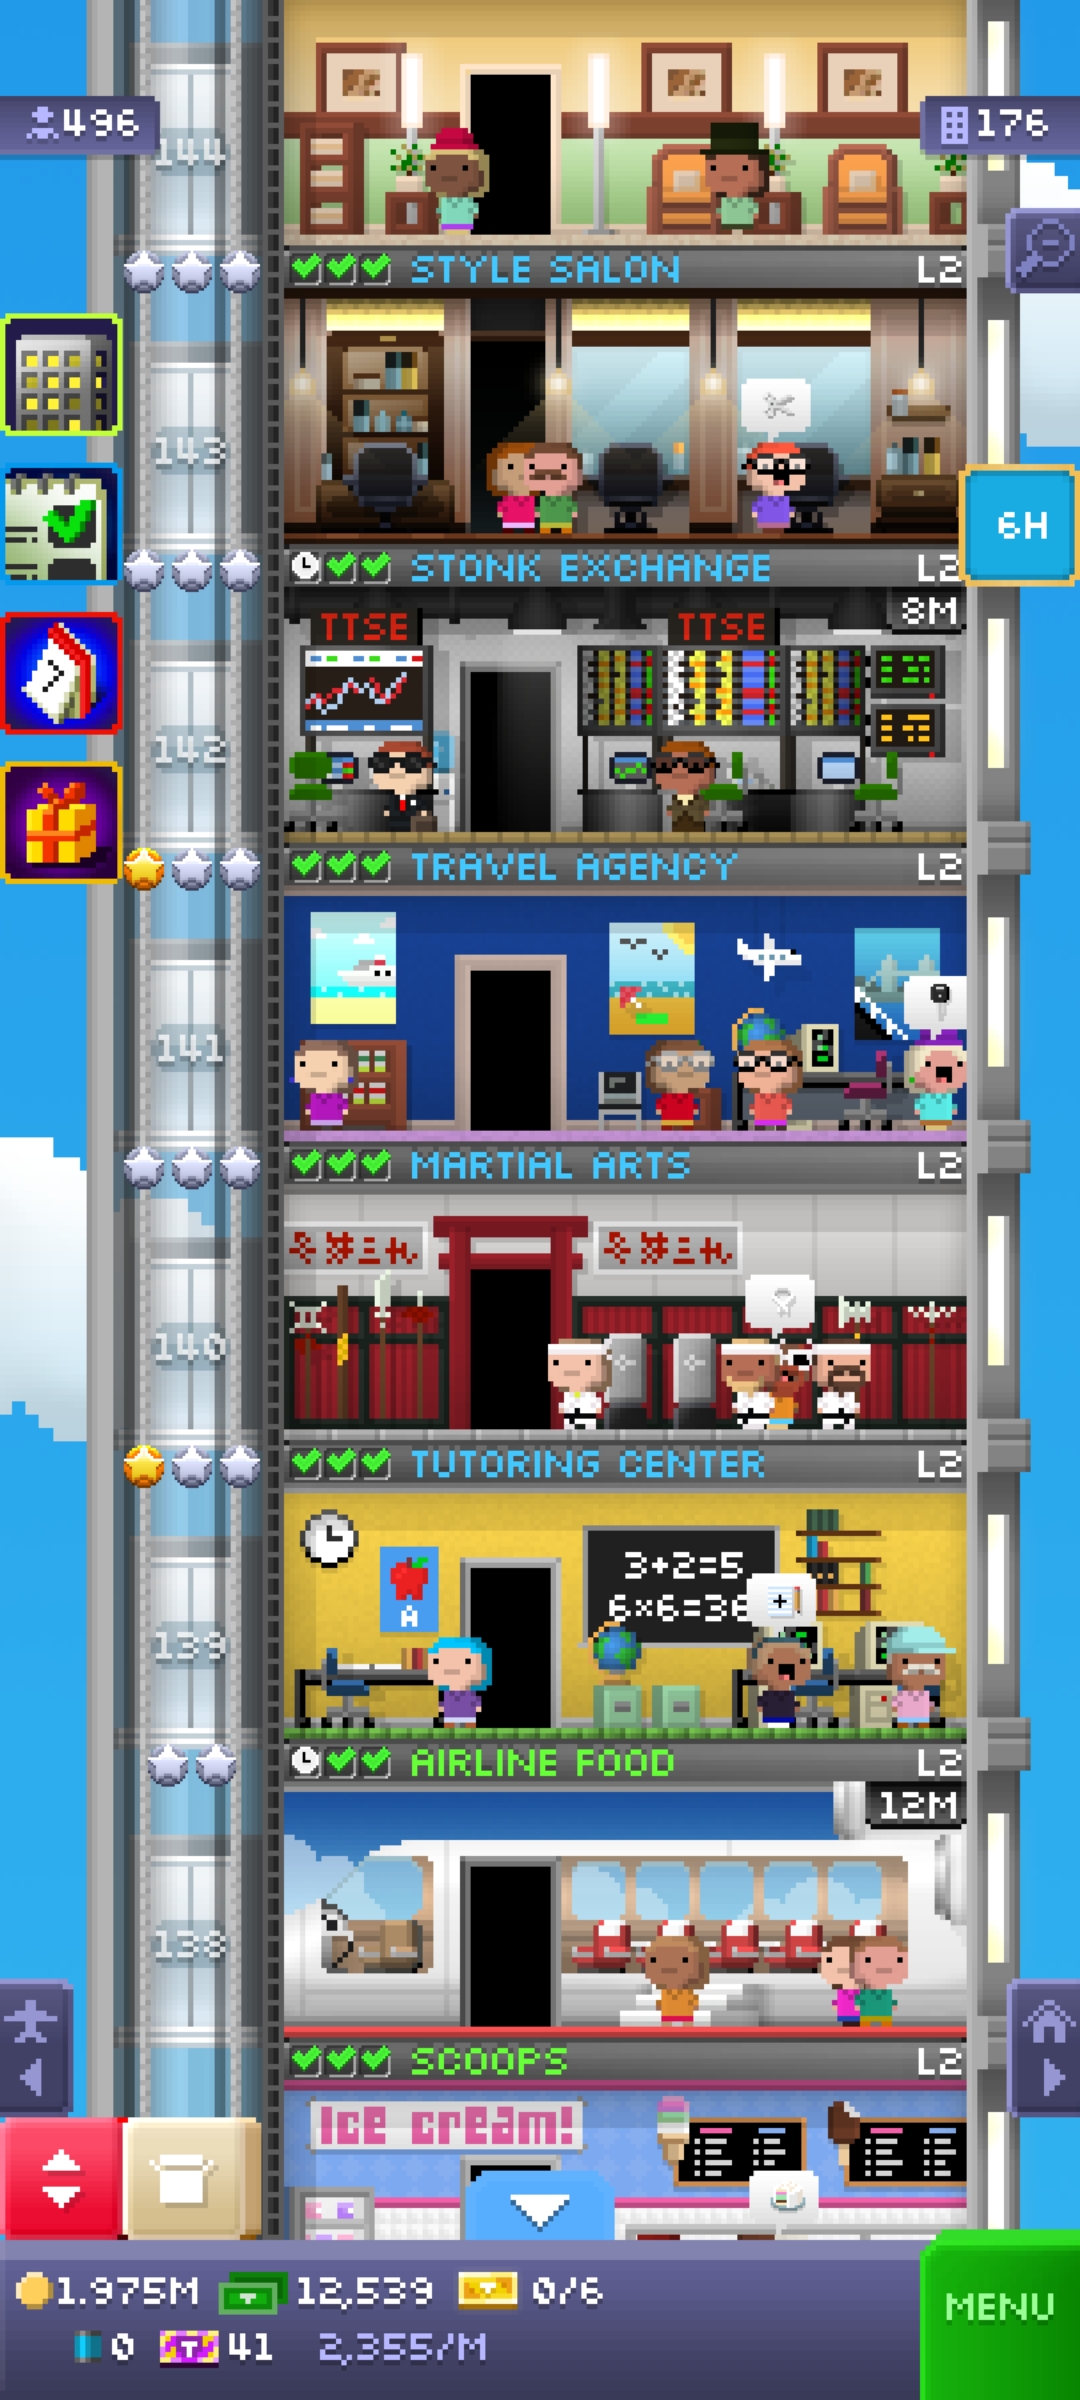 496
176
144
STYLE SALON L2
143
6H
STONK EXCHANGE L2
8M
TTSE TTSE
142
TRAVEL AGENCY L2
141
MARTIAL ARTS L2
140
TUTORING CENTER L2
3+2=5
6×6=36
A
139
AIRLINE FOOD L2
12M
138
SCOOPS L2
Ice cream!
1.975M 12,539 0/6
0 41 2,355/M
MENU